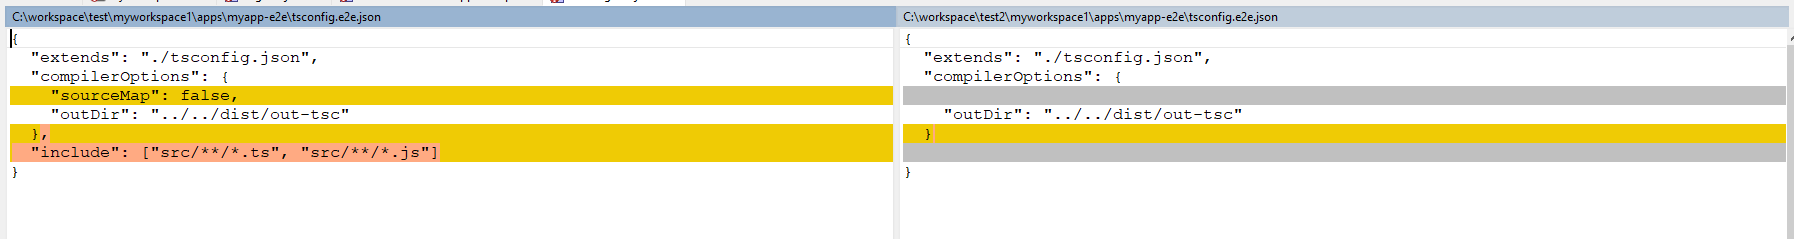 C:\workspace\test\myworkspace1\apps\myapp-e2e\tsconfig.e2e.json
{
  "extends": "./tsconfig.json",
  "compilerOptions": {
    "sourceMap": false,
    "outDir": "../../dist/out-tsc"
  },
  "include": ["src/**/*.ts", "src/**/*.js"]
}
C:\workspace\test2\myworkspace1\apps\myapp-e2e\tsconfig.e2e.json
{
  "extends": "./tsconfig.json",
  "compilerOptions": {
    "outDir": "../../dist/out-tsc"
  }
}